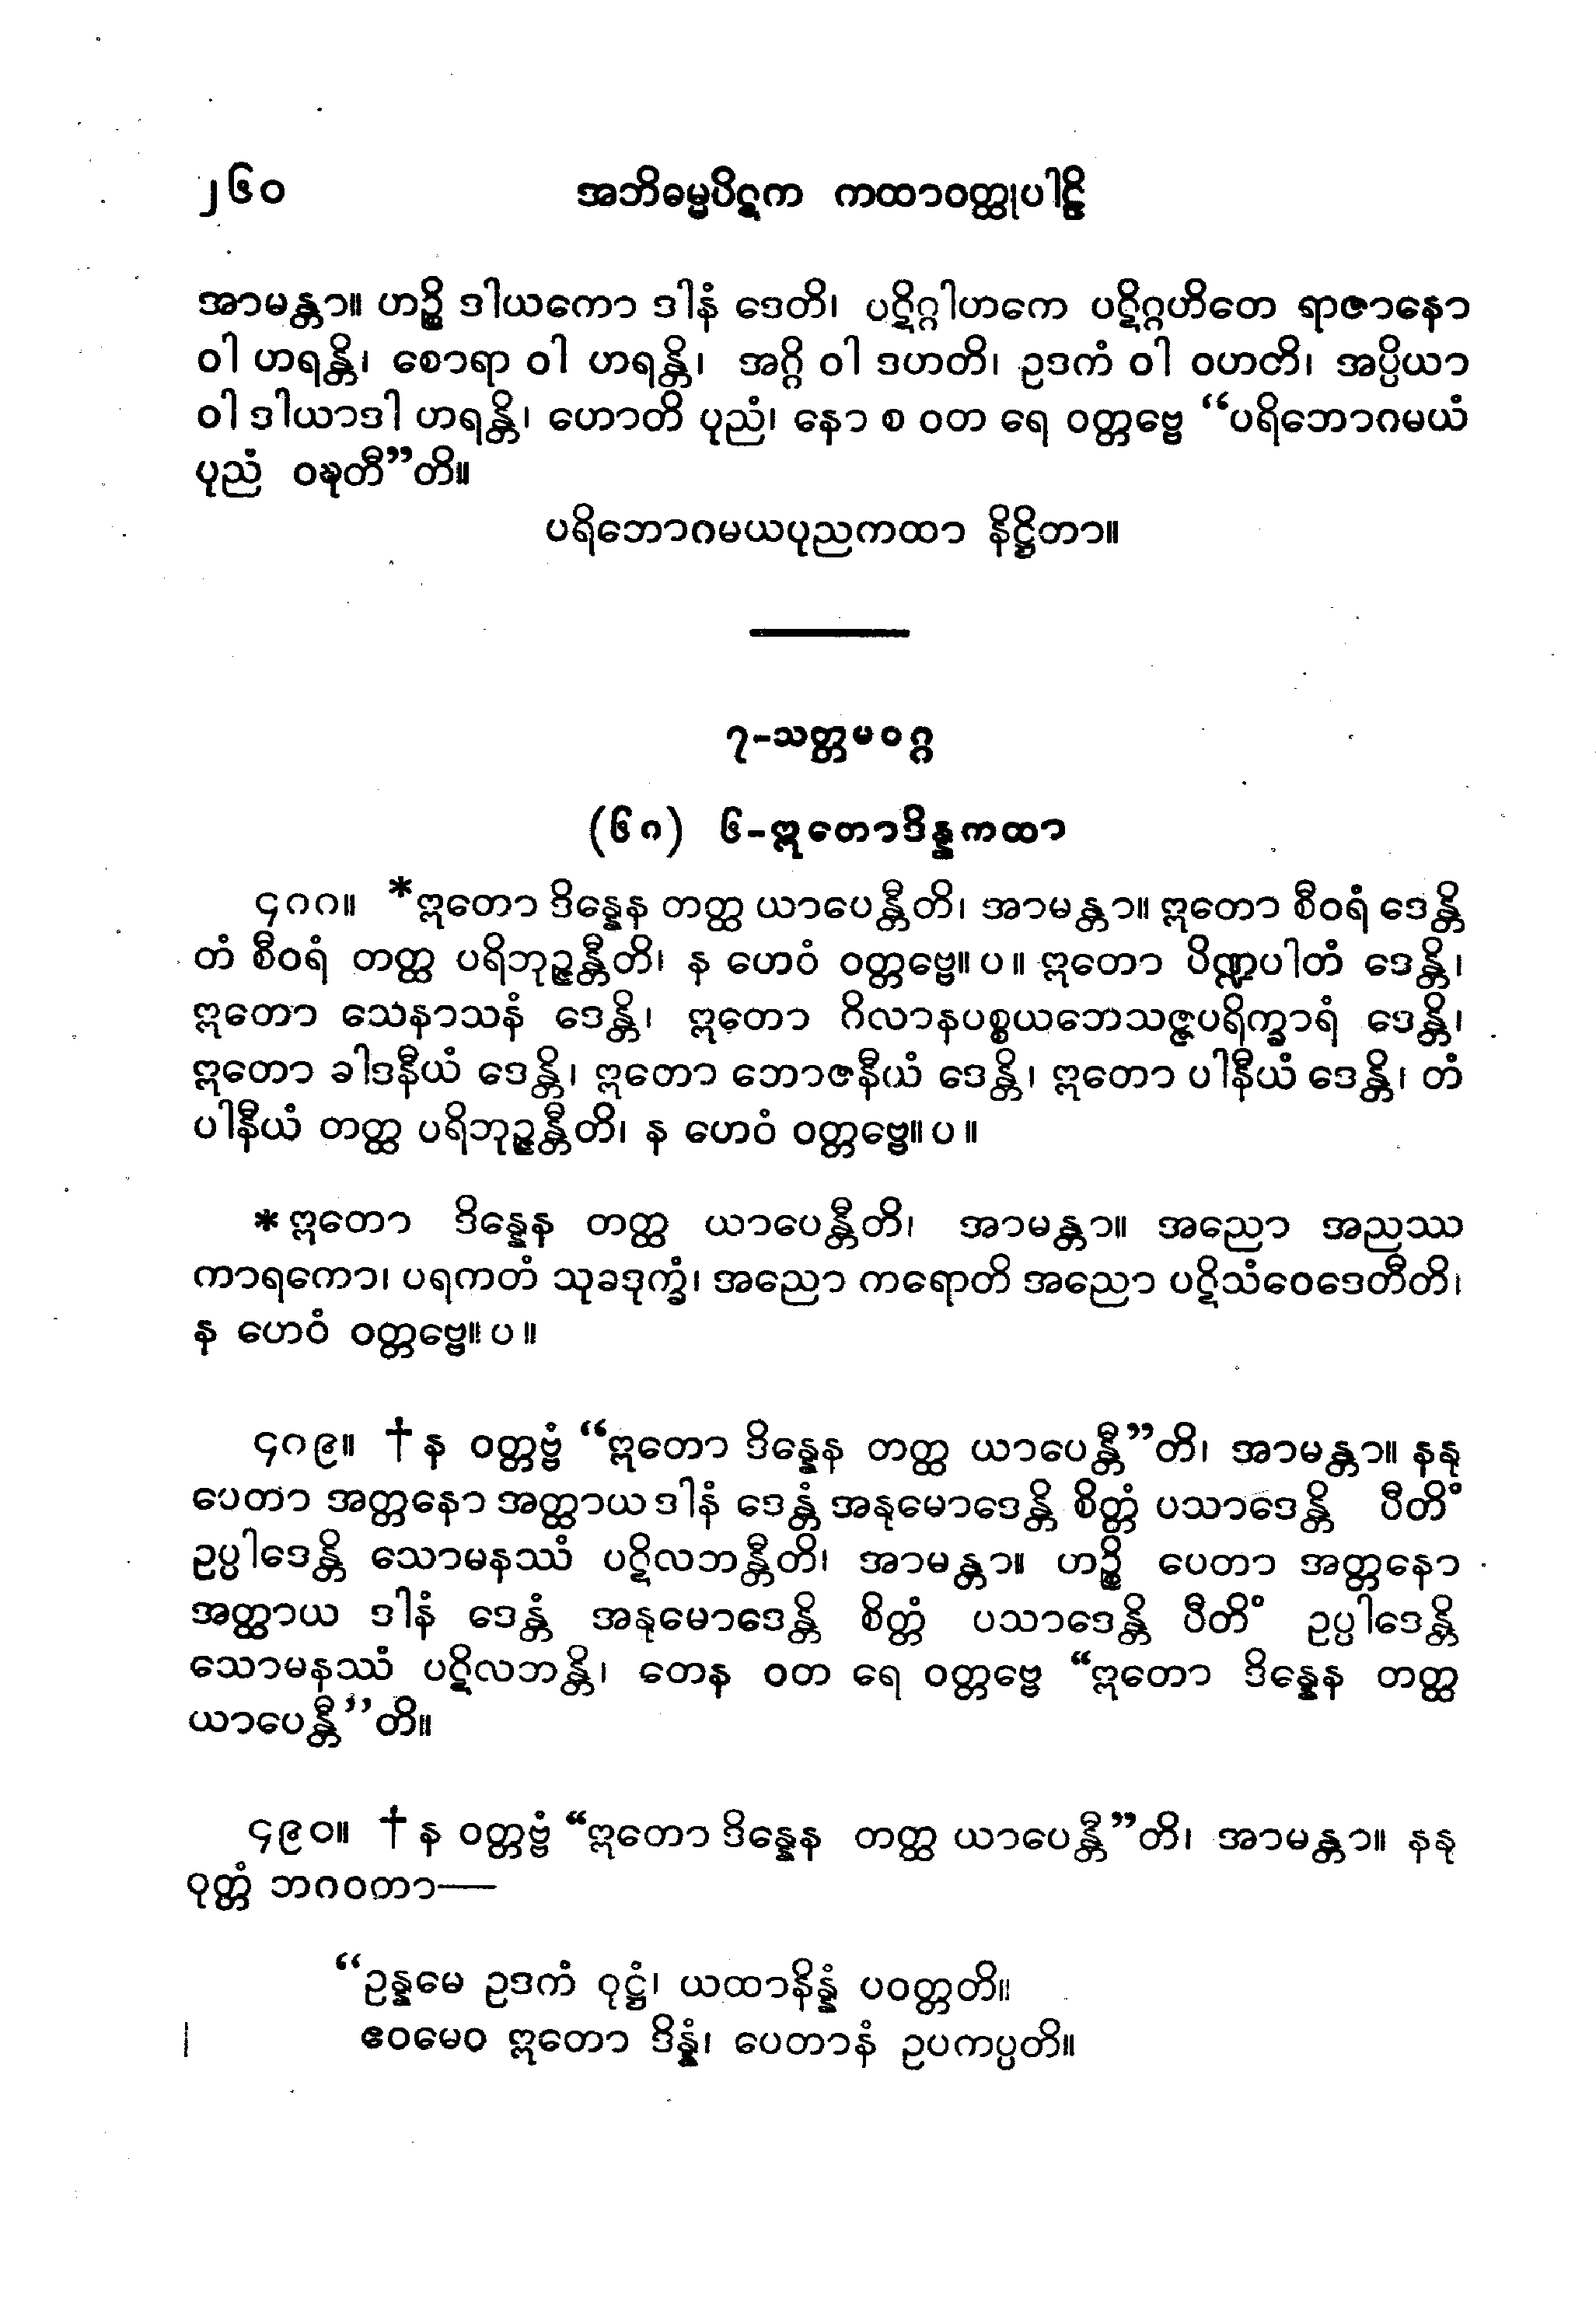 ၂၆၀ အဘိဓမ္မပိဋက ကထာဝတ္ထုပါဠိ
အာမန္တာ။ ဟဉ္စိ ဒါယကော ဒါနံ ဒေတိ၊ ပဋိဂ္ဂါဟကေ ပဋိဂ္ဂဟိတေ ရာဇာနော
ဝါ ဟရန္တိ၊ စောရာ ဝါ ဟရန္တိ၊ အဂ္ဂိ ဝါ ဒဟတိ၊ ဥဒကံ ဝါ ဝဟတိ၊ အပ္ပိယာ
ဝါ ဒါယာဒါ ဟရန္တိ၊ ဟောတိ ပုညံ၊ နော စ ဝတ ရေ ဝတ္တဗ္ဗေ “ပရိဘောဂမယံ
ပုညံ ဝဍ္ဎတီ”တိ။
ပရိဘောဂမယပုညကထာ နိဋ္ဌိတာ။
၇-သတ္တမဝဂ္ဂ
(၆၈) ၆-ဣတောဒိန္နကထာ
၄၈၈။ *ဣတော ဒိန္နေန တတ္ထ ယာပေန္တီတိ၊ အာမန္တာ။ ဣတော စီဝရံ ဒေန္တိ
တံ စီဝရံ တတ္ထ ပရိဘုဉ္ဇန္တီတိ၊ န ဟေဝံ ဝတ္တဗ္ဗေ။ ပ ။ ဣတော ပိဏ္ဍပါတံ ဒေန္တိ၊
ဣတော သေနာသနံ ဒေန္တိ၊ ဣတော ဂိလာနပစ္စယဘေသဇ္ဇပရိက္ခာရံ ဒေန္တိ၊
ဣတော ခါဒနီယံ ဒေန္တိ၊ ဣတော ဘောဇနီယံ ဒေန္တိ၊ ဣတော ပါနီယံ ဒေန္တိ၊ တံ
ပါနီယံ တတ္ထ ပရိဘုဉ္ဇန္တီတိ၊ န ဟေဝံ ဝတ္တဗ္ဗေ။ ပ ။
*ဣတော ဒိန္နေန တတ္ထ ယာပေန္တီတိ၊ အာမန္တာ။ အညော အညဿ
ကာရကော၊ ပရကတံ သုခဒုက္ခံ၊ အညော ကရောတိ အညော ပဋိသံဝေဒေတီတိ၊
န ဟေဝံ ဝတ္တဗ္ဗေ။ ပ ။
၄၈၉။ †န ဝတ္တဗ္ဗံ “ဣတော ဒိန္နေန တတ္ထ ယာပေန္တီ”တိ၊ အာမန္တာ။ နနု
ပေတာ အတ္တနော အတ္ထာယ ဒါနံ ဒေန္တံ အနုမောဒေန္တိ စိတ္တံ ပသာဒေန္တိ ပီတိံ
ဥပ္ပါဒေန္တိ သောမနဿံ ပဋိလဘန္တီတိ၊ အာမန္တာ။ ဟဉ္စိ ပေတာ အတ္တနော
အတ္ထာယ ဒါနံ ဒေန္တံ အနုမောဒေန္တိ စိတ္တံ ပသာဒေန္တိ ပီတိံ ဥပ္ပါဒေန္တိ
သောမနဿံ ပဋိလဘန္တိ၊ တေန ဝတ ရေ ဝတ္တဗ္ဗေ “ဣတော ဒိန္နေန တတ္ထ
ယာပေန္တီ”တိ။
၄၉၀။ †န ဝတ္တဗ္ဗံ “ဣတော ဒိန္နေန တတ္ထ ယာပေန္တီ”တိ၊ အာမန္တာ။ နနု
ဝုတ္တံ ဘဂဝတာ—
“ဥန္နမေ ဥဒကံ ဝုဋ္ဌံ၊ ယထာနိန္နံ ပဝတ္တတိ။
ဧဝမေဝ ဣတော ဒိန္နံ၊ ပေတာနံ ဥပကပ္ပတိ။